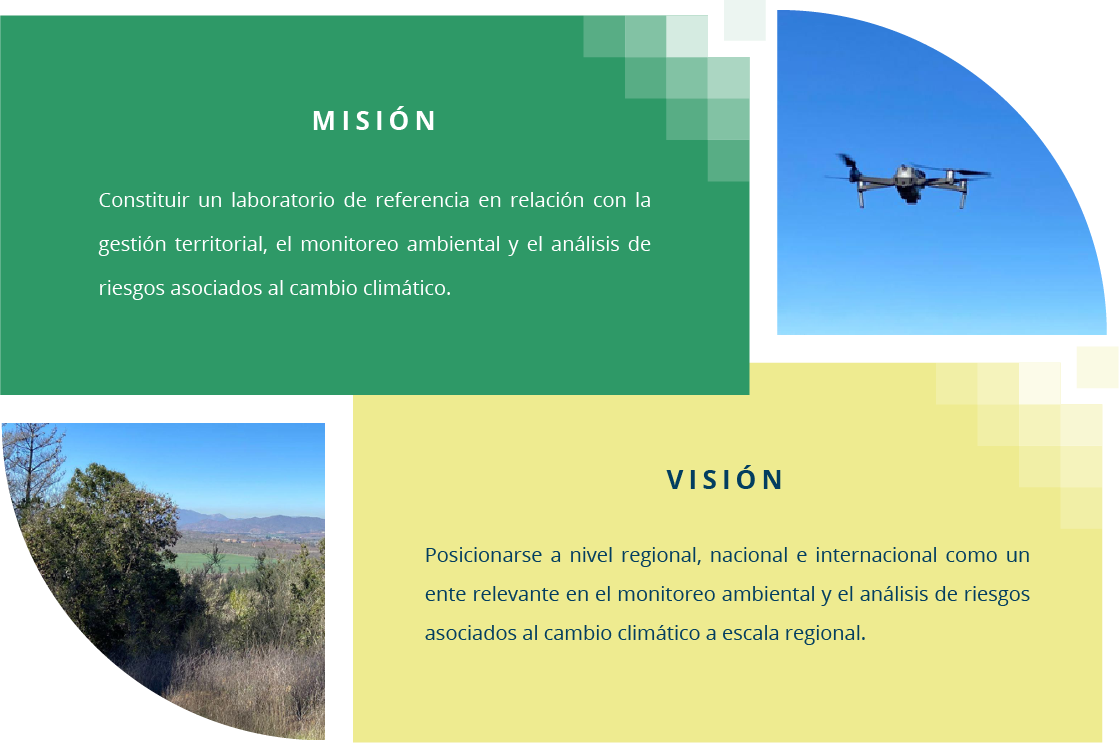 MISIÓN
Constituir un laboratorio de referencia en relación con la
gestión territorial, el monitoreo ambiental y el análisis de
riesgos asociados al cambio climático.
VISIÓN
Posicionarse a nivel regional, nacional e internacional como un
ente relevante en el monitoreo ambiental y el análisis de riesgos
asociados al cambio climático a escala regional.